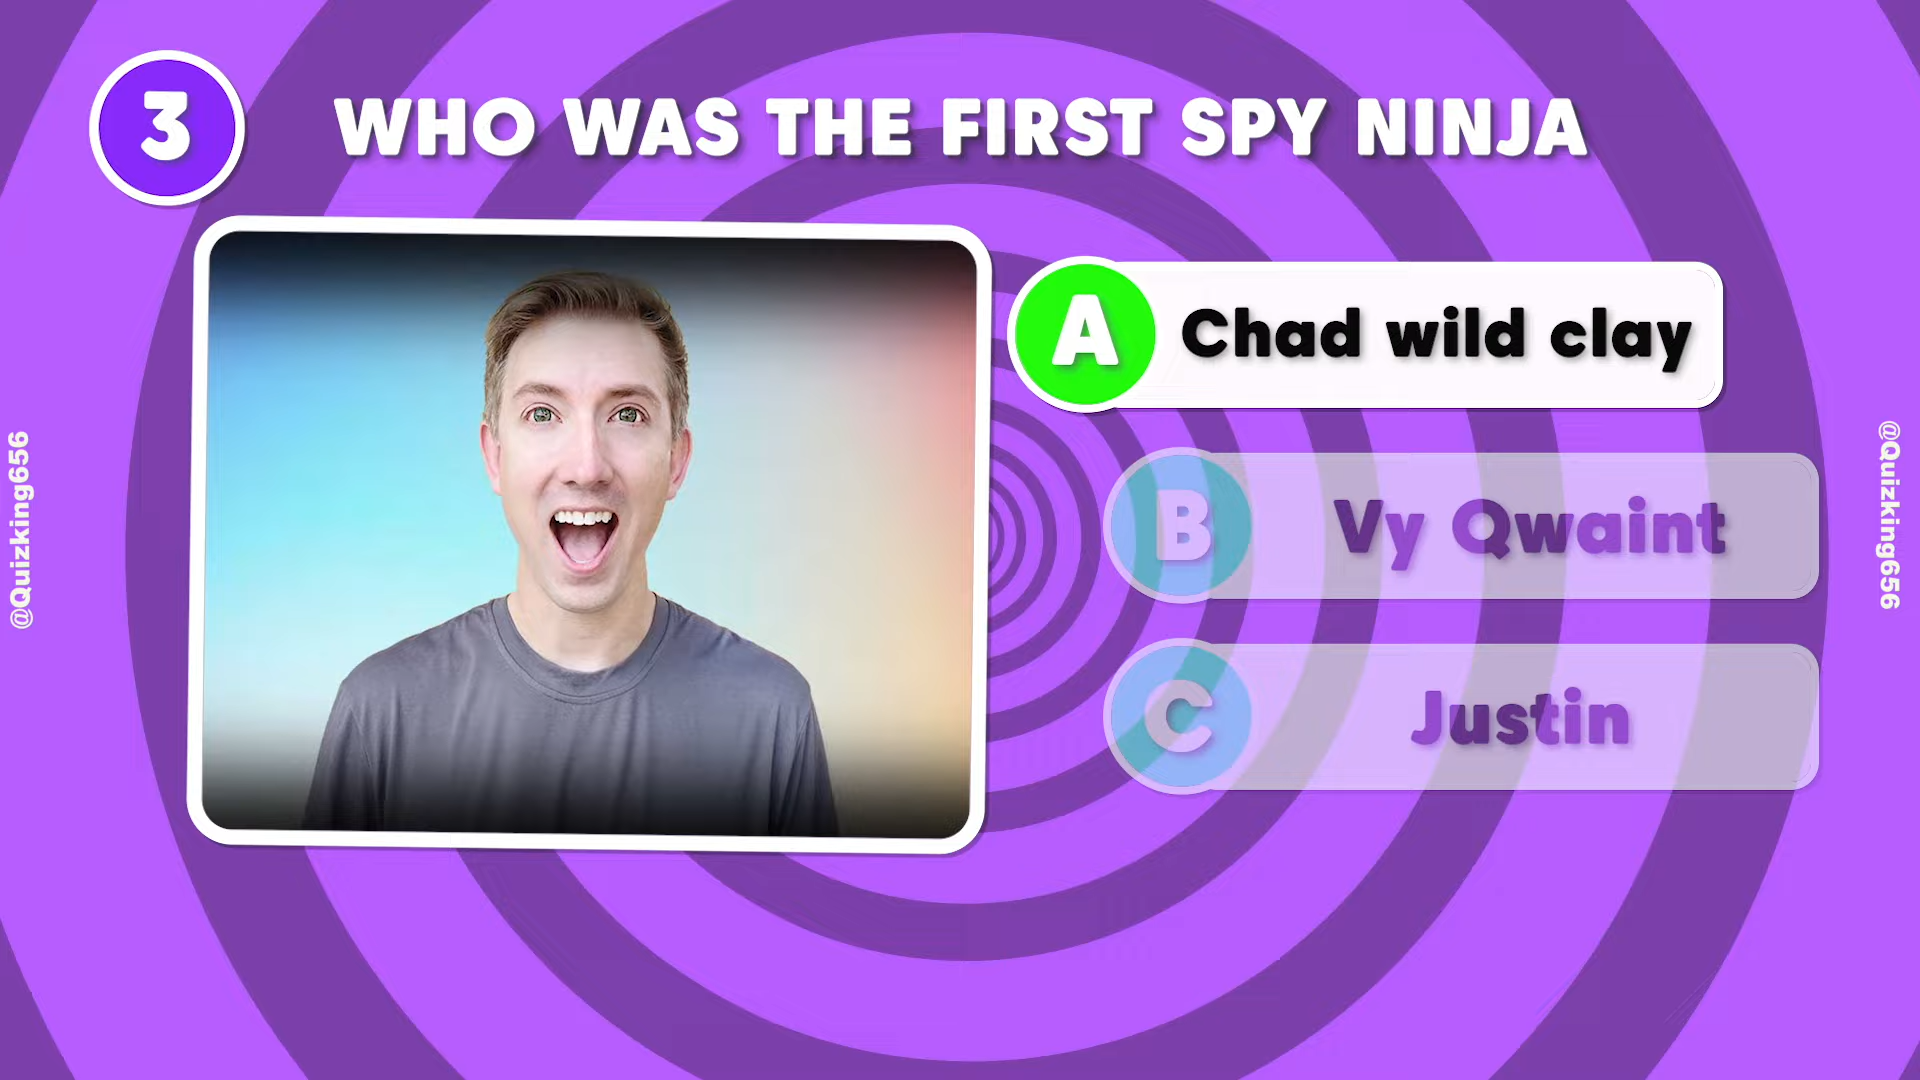 3
WHO WAS THE FIRST SPY NINJA
A Chad wild clay
B Vy Qwaint
C Justin
@Quizking656
@Quizking656